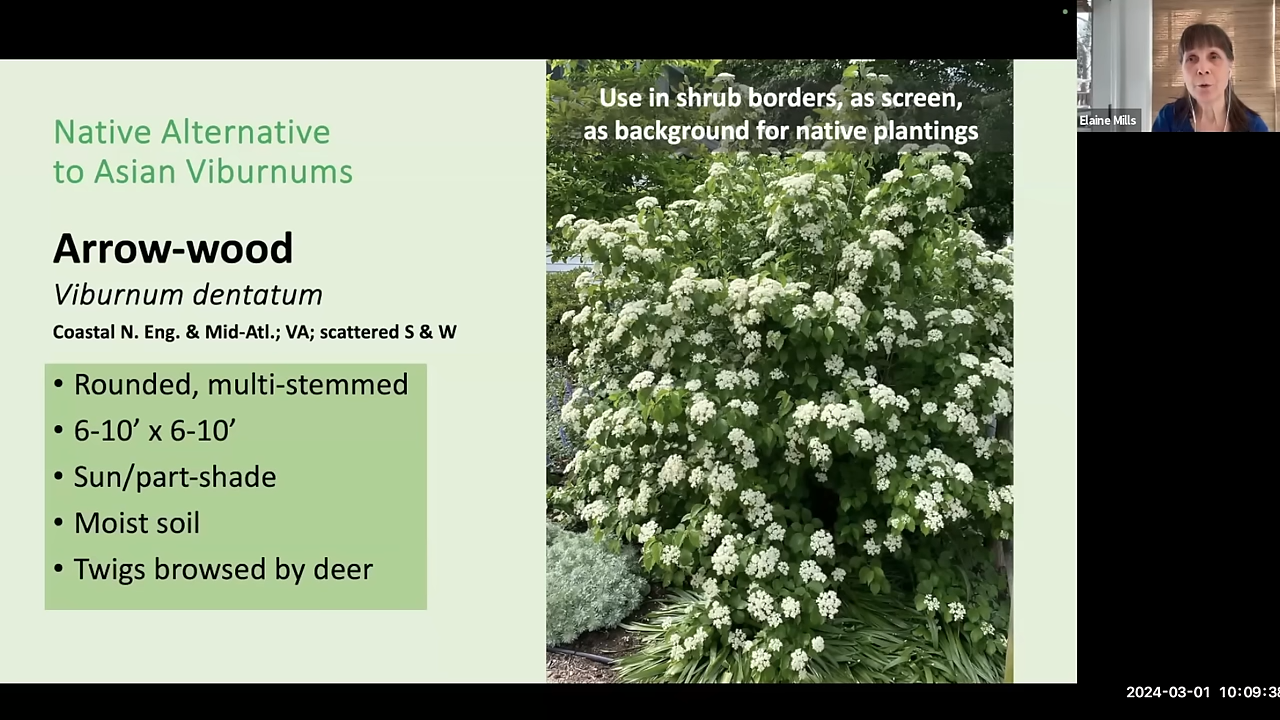 Native Alternative
to Asian Viburnums
Arrow-wood
Viburnum dentatum
Coastal N. Eng. & Mid-Atl.; VA; scattered S & W
• Rounded, multi-stemmed
• 6-10’ x 6-10’
• Sun/part-shade
• Moist soil
• Twigs browsed by deer
Use in shrub borders, as screen,
as background for native plantings
Elaine Mills
2024-03-01 10:09:38